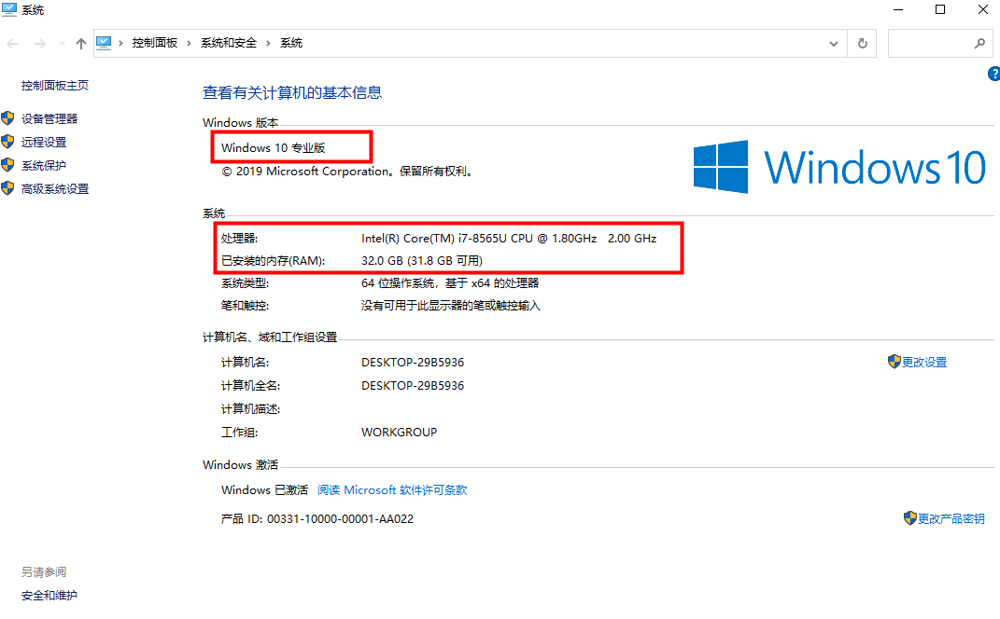 系统
控制面板 > 系统和安全 > 系统
控制面板主页
设备管理器
远程设置
系统保护
高级系统设置
查看有关计算机的基本信息
Windows 版本
Windows 10 专业版
© 2019 Microsoft Corporation。保留所有权利。
Windows 10
系统
处理器: Intel(R) Core(TM) i7-8565U CPU @ 1.80GHz 2.00 GHz
已安装的内存(RAM): 32.0 GB (31.8 GB 可用)
系统类型: 64 位操作系统，基于 x64 的处理器
笔和触控: 没有可用于此显示器的笔或触控输入
计算机名、域和工作组设置
计算机名: DESKTOP-29B5936 更改设置
计算机全名: DESKTOP-29B5936
计算机描述:
工作组: WORKGROUP
Windows 激活
Windows 已激活 阅读 Microsoft 软件许可条款
产品 ID: 00331-10000-00001-AA022 更改产品密钥
另请参阅
安全和维护